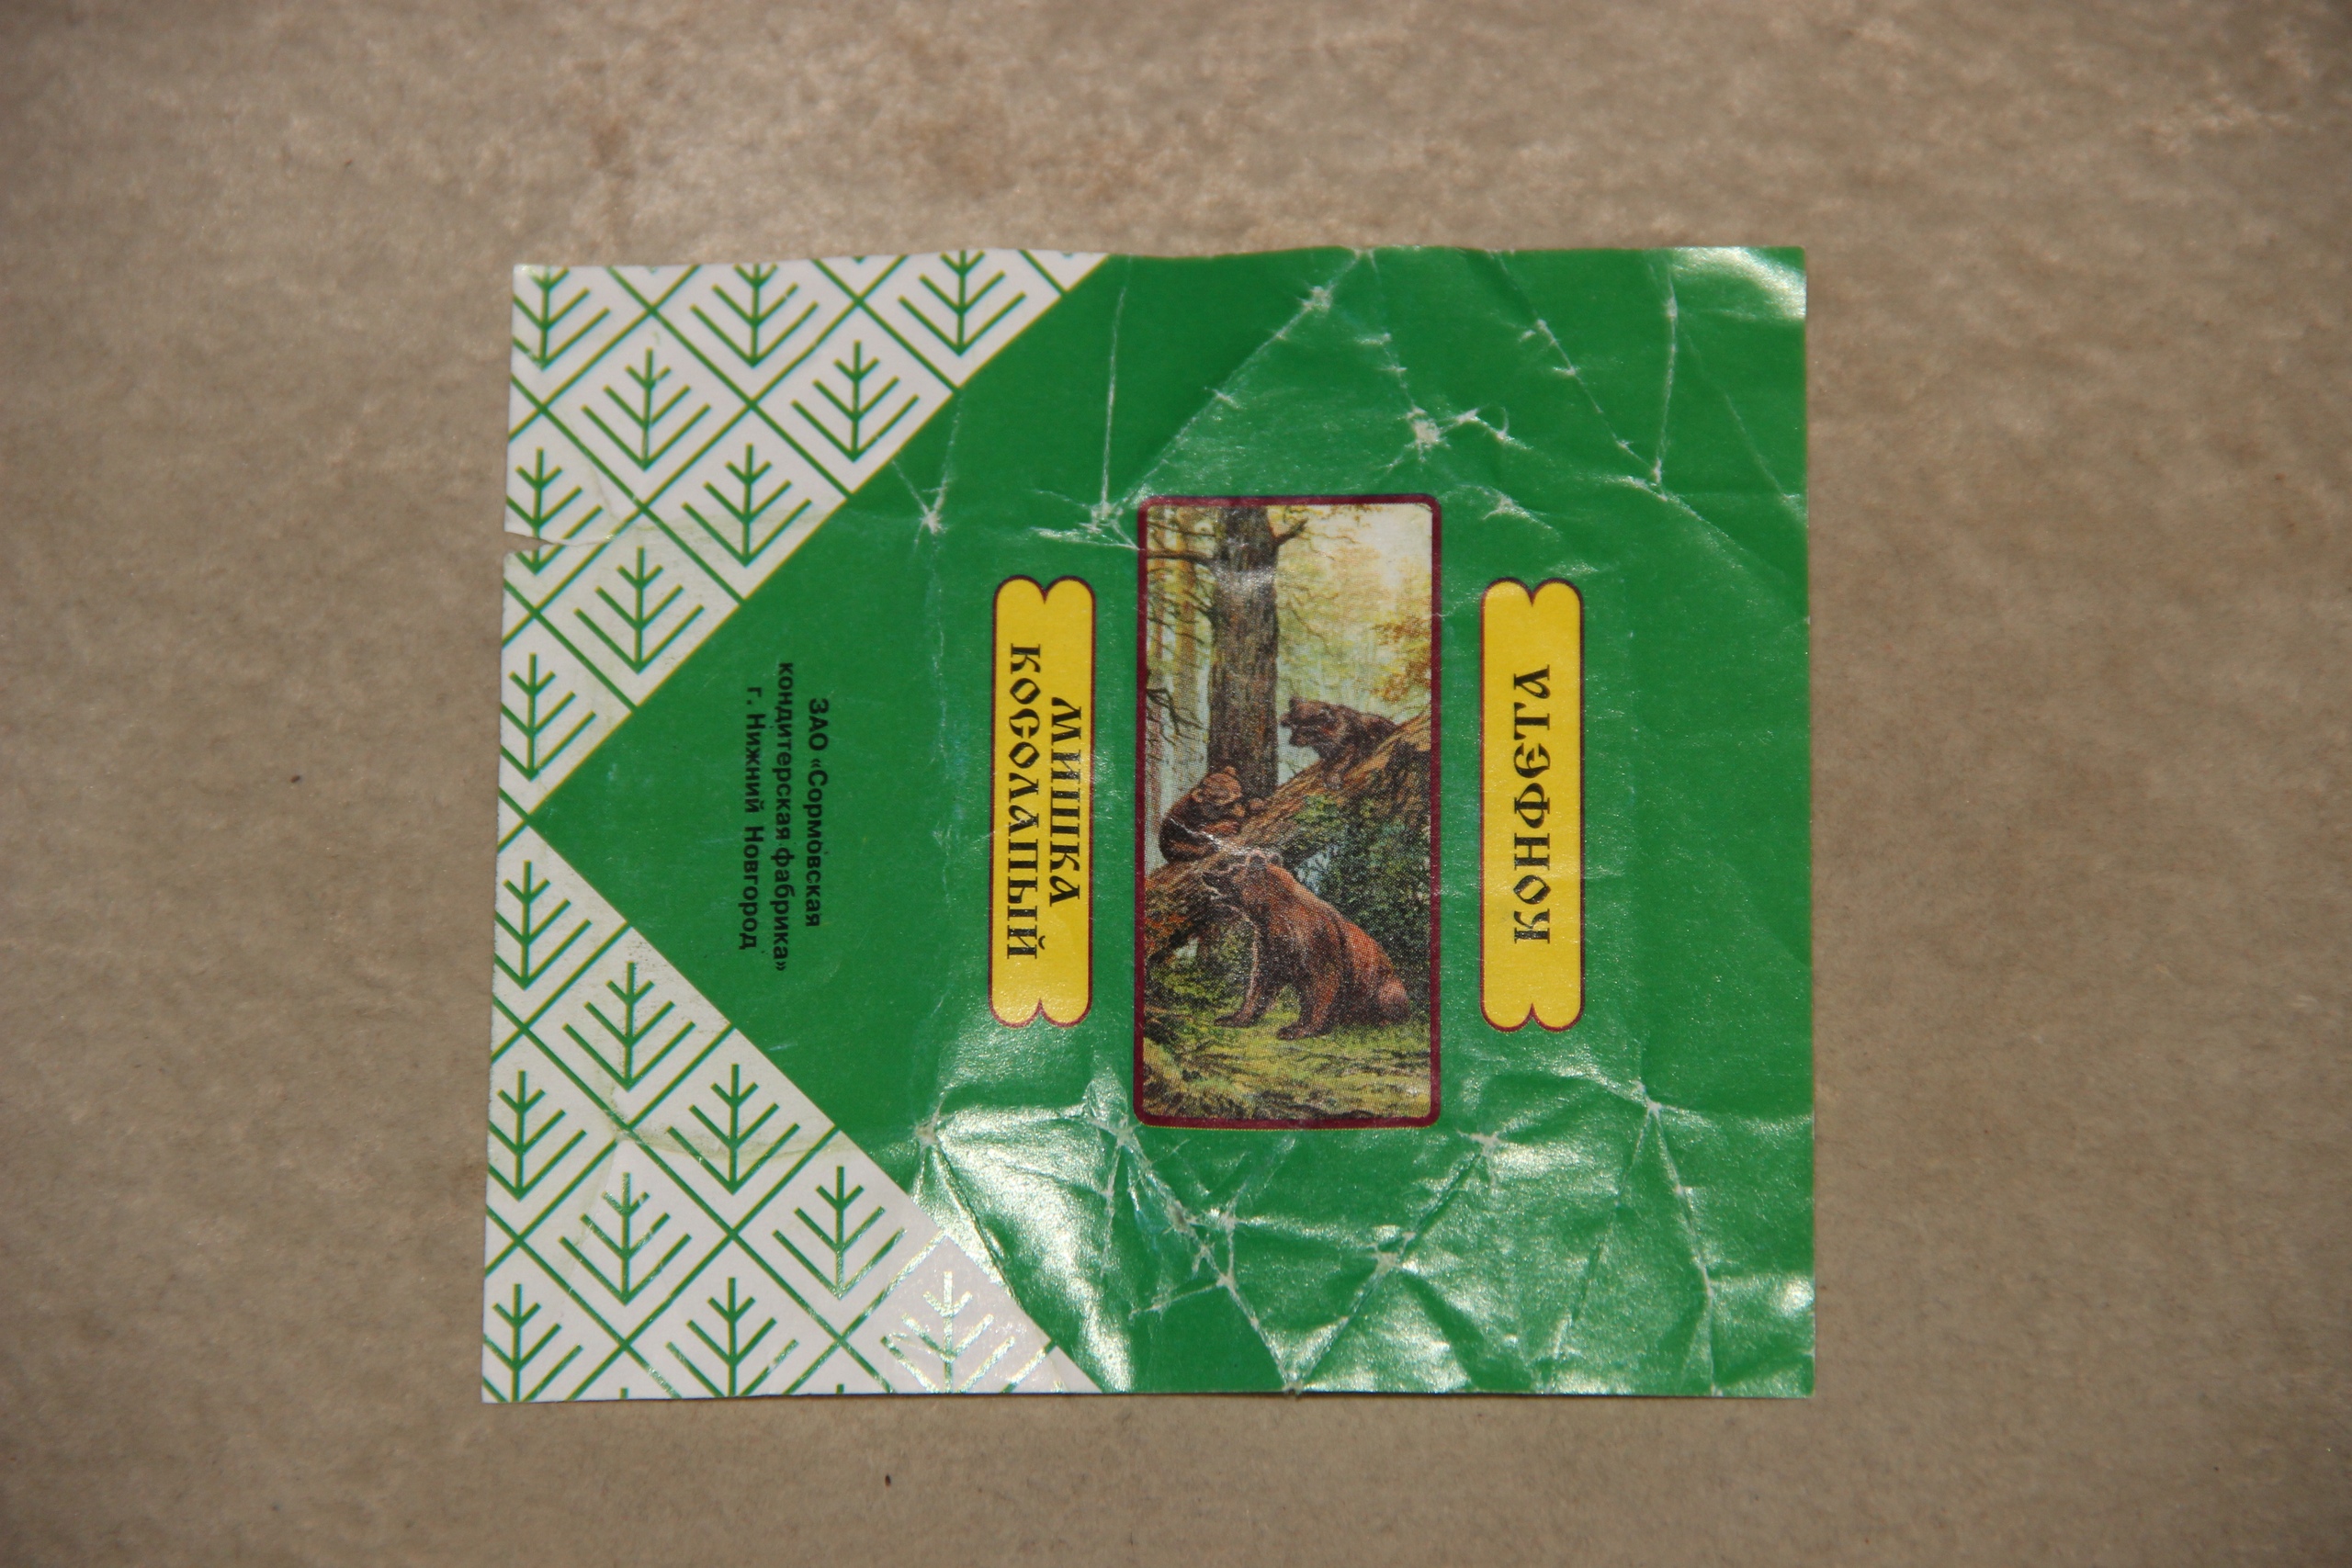 МИШКА
КОСОЛАПЫЙ
КОНФЕТА
ЗАО «Сормовская
кондитерская фабрика»
г. Нижний Новгород